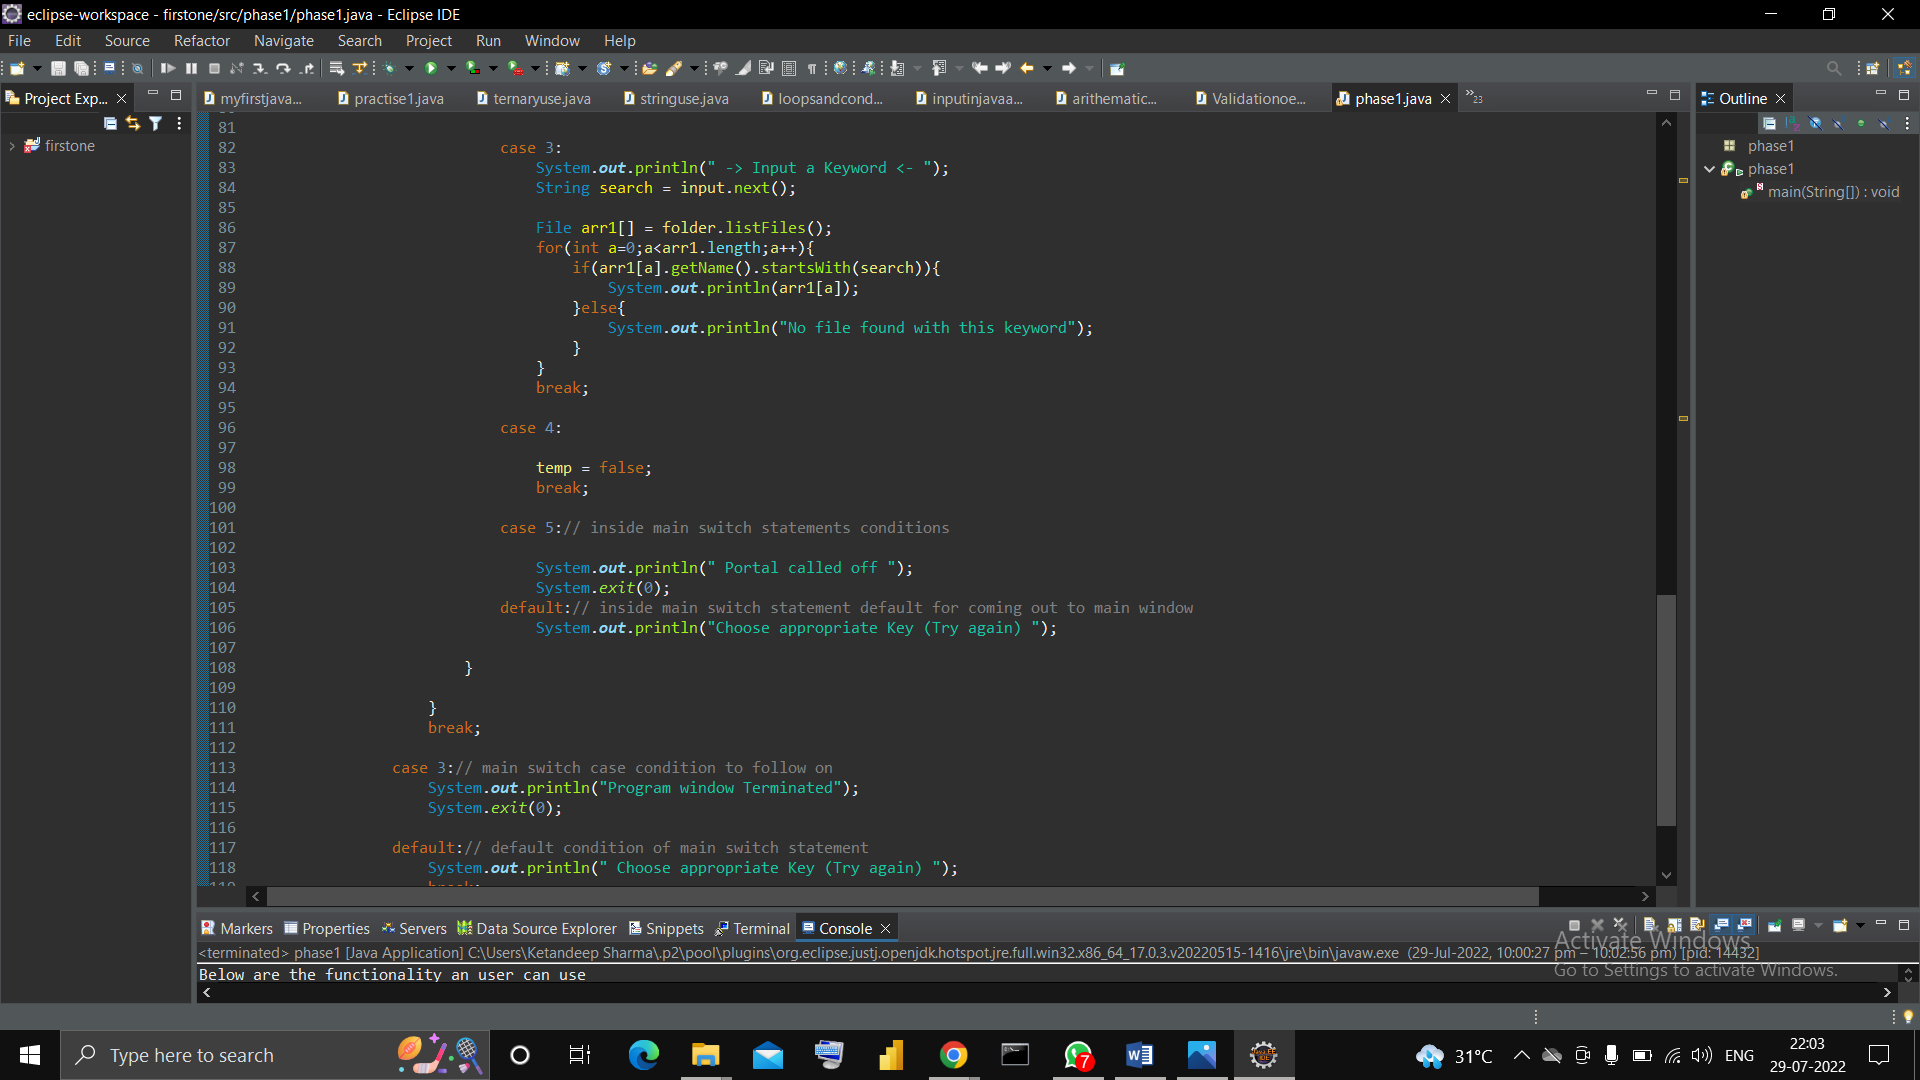 eclipse-workspace - firstone/src/phase1/phase1.java - Eclipse IDE
File Edit Source Refactor Navigate Search Project Run Window Help
Project Exp...
myfirstjava... practise1.java ternaryuse.java stringuse.java loopsandcond... inputinjavaa... arithematic... Validationoe... phase1.java »23
Outline
firstone
phase1
phase1
main(String[]) : void
81
82 case 3:
83 System.out.println(" -> Input a Keyword <- ");
84 String search = input.next();
85
86 File arr1[] = folder.listFiles();
87 for(int a=0;a<arr1.length;a++){
88 if(arr1[a].getName().startsWith(search)){
89 System.out.println(arr1[a]);
90 }else{
91 System.out.println("No file found with this keyword");
92 }
93 }
94 break;
95
96 case 4:
97
98 temp = false;
99 break;
100
101 case 5:// inside main switch statements conditions
102
103 System.out.println(" Portal called off ");
104 System.exit(0);
105 default:// inside main switch statement default for coming out to main window
106 System.out.println("Choose appropriate Key (Try again) ");
107
108 }
109
110 }
111 break;
112
113 case 3:// main switch case condition to follow on
114 System.out.println("Program window Terminated");
115 System.exit(0);
116
117 default:// default condition of main switch statement
118 System.out.println(" Choose appropriate Key (Try again) ");
Markers Properties Servers Data Source Explorer Snippets Terminal Console
<terminated> phase1 [Java Application] C:\Users\Ketandeep Sharma\.p2\pool\plugins\org.eclipse.justj.openjdk.hotspot.jre.full.win32.x86_64_17.0.3.v20220515-1416\jre\bin\javaw.exe (29-Jul-2022, 10:00:27 pm – 10:02:56 pm) [pid: 14432]
Below are the functionality an user can use
Activate Windows
Go to Settings to activate Windows.
Type here to search
7
31°C
ENG
22:03
29-07-2022